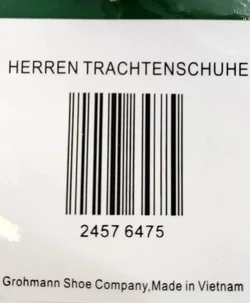 HERREN TRACHTENSCHUHE
2457 6475
Grohmann Shoe Company,Made in Vietnam